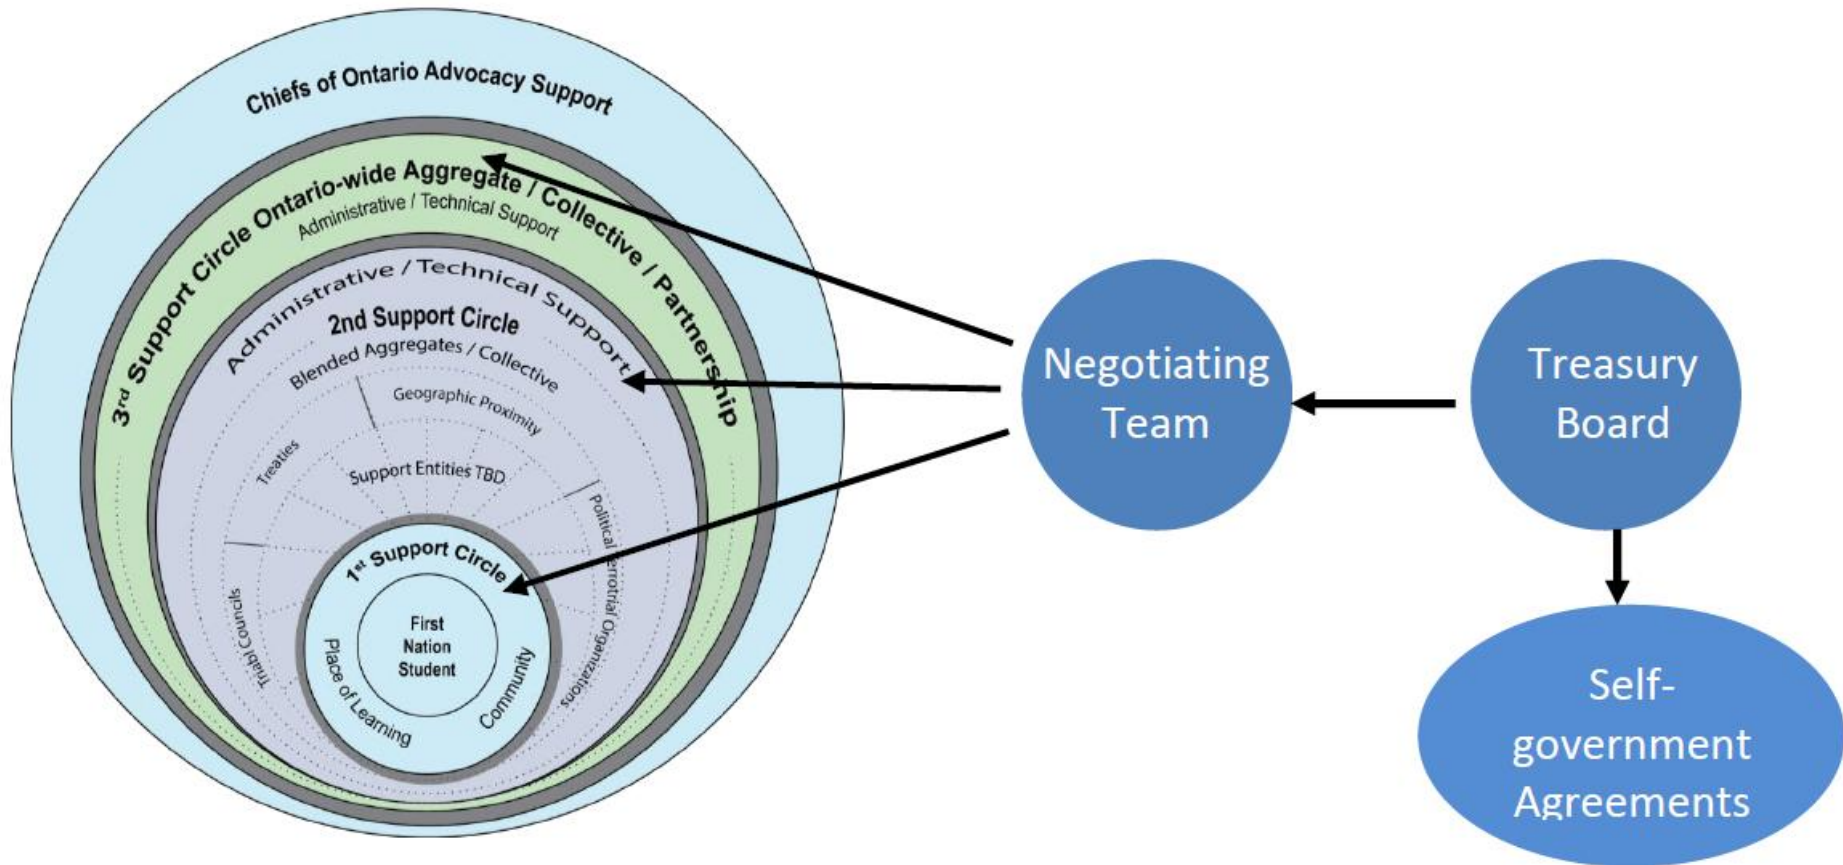 Chiefs of Ontario Advocacy Support
3rd Support Circle Ontario-wide Aggregate / Collective / Partnership
Administrative / Technical Support
Administrative / Technical Support
2nd Support Circle
Blended Aggregates / Collective
Geographic Proximity
Treaties
Support Entities TBD
Political Terrotrial Organizations
Triabl Councils
1st Support Circle
First
Nation
Student
Place of Learning
Community
Negotiating
Team
Treasury
Board
Self-
government
Agreements